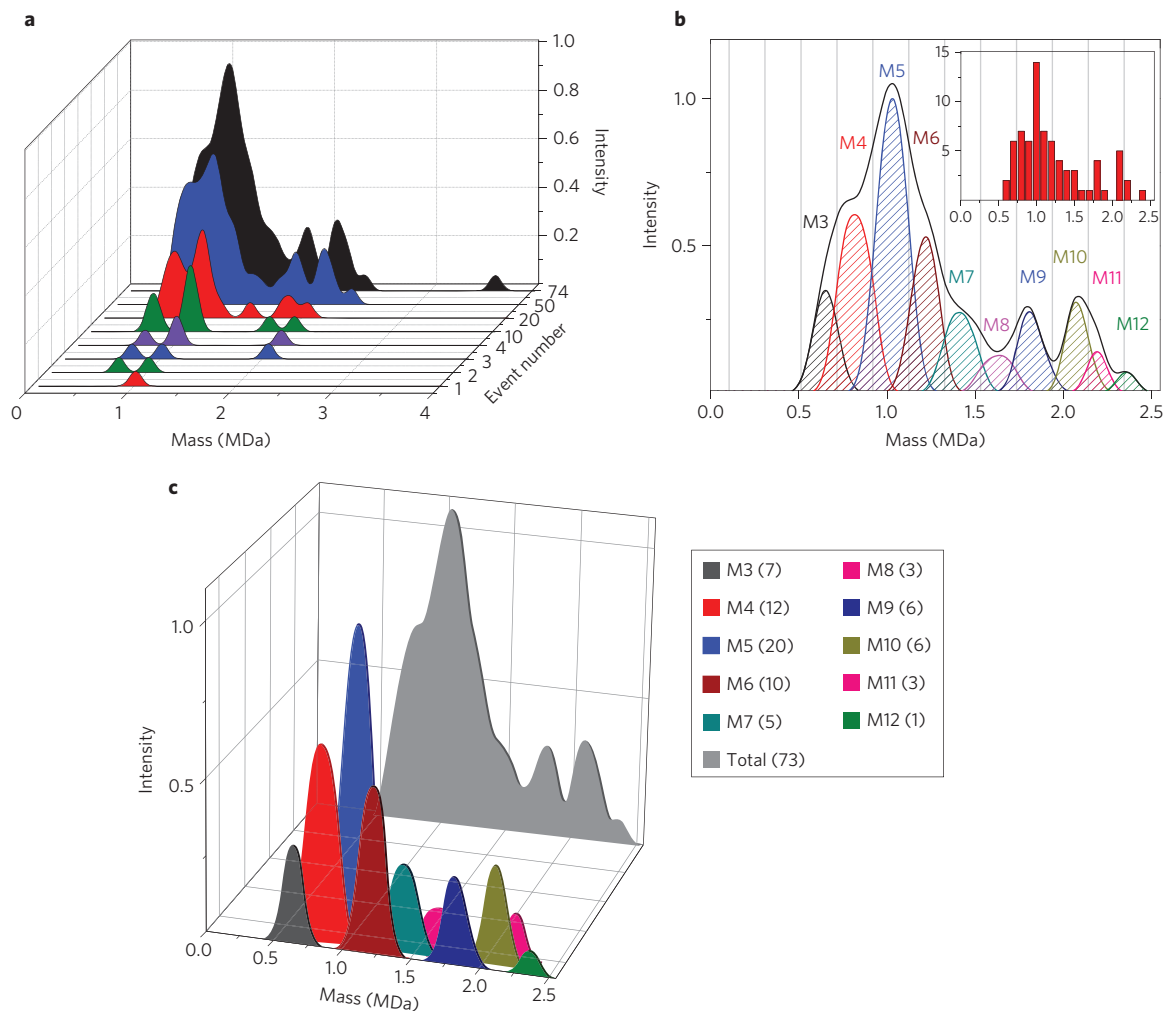 a
1.0
0.8
0.6
0.4
0.2
Intensity
74
50
20
10
4
3
2
1
Event number
0 1 2 3 4
Mass (MDa)
b
1.0
0.5
Intensity
M3
M4
M5
M6
M7
M8
M9
M10
M11
M12
15
10
5
0.0 0.5 1.0 1.5 2.0 2.5
0.0 0.5 1.0 1.5 2.0 2.5
Mass (MDa)
c
1.0
0.5
Intensity
0.0 0.5 1.0 1.5 2.0 2.5
Mass (MDa)
M3 (7)
M4 (12)
M5 (20)
M6 (10)
M7 (5)
Total (73)
M8 (3)
M9 (6)
M10 (6)
M11 (3)
M12 (1)